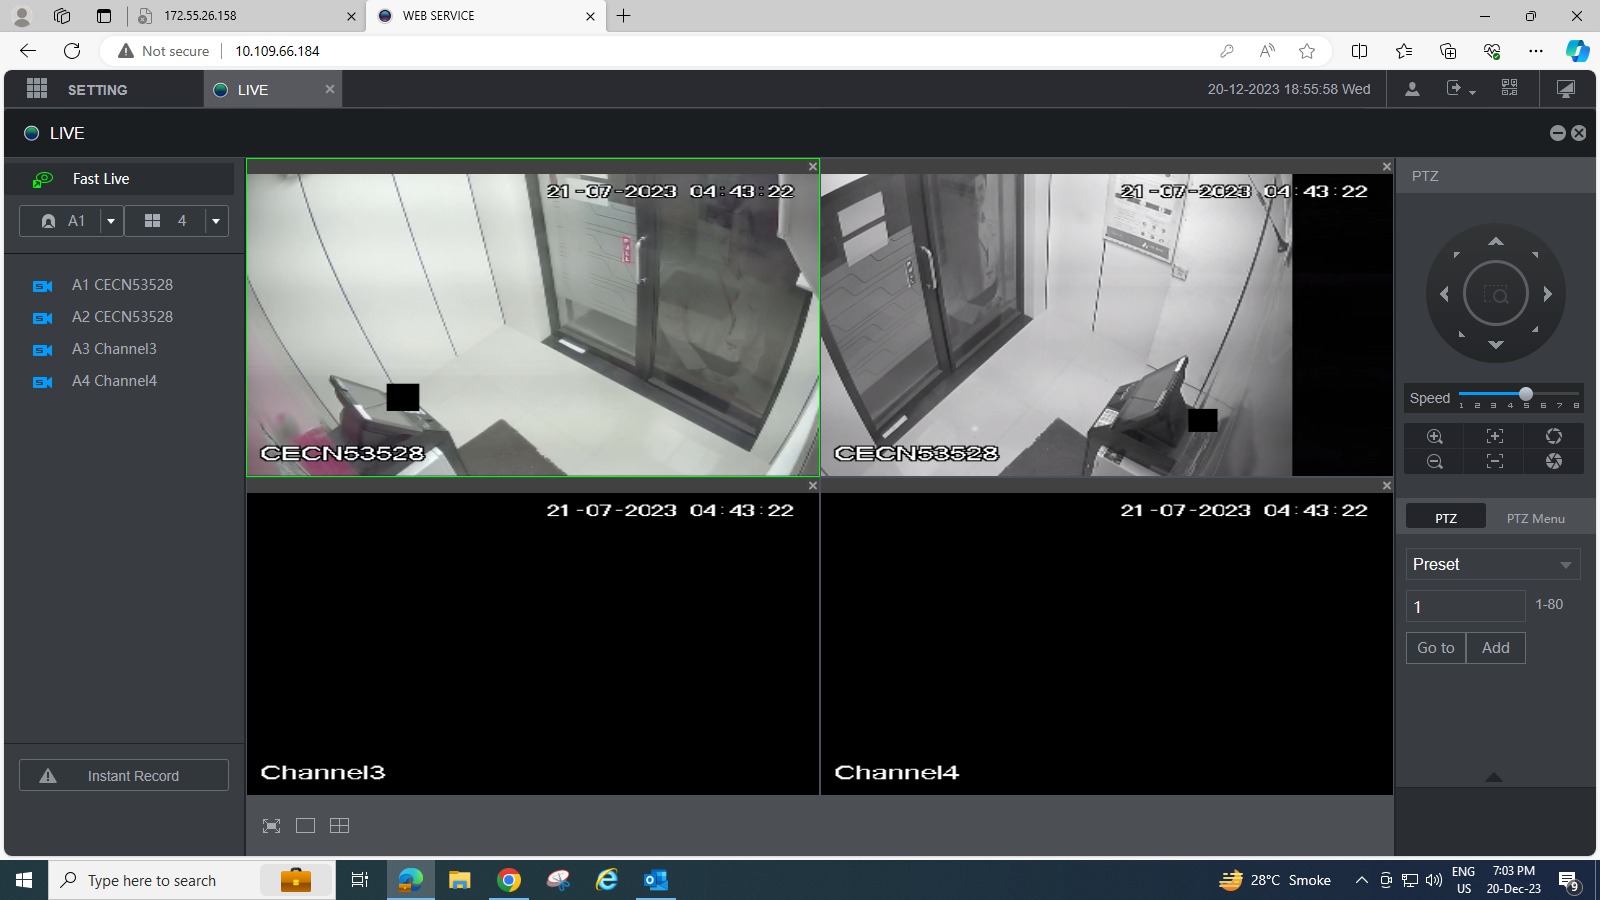 172.55.26.158
WEB SERVICE
Not secure
10.109.66.184
SETTING
LIVE
20-12-2023 18:55:58 Wed
LIVE
Fast Live
A1
4
A1 CECN53528
A2 CECN53528
A3 Channel3
A4 Channel4
Instant Record
21-07-2023 04:43:22
PULL
CECN53528
21-07-2023 04:43:22
CECN53528
21-07-2023 04:43:22
Channel3
21-07-2023 04:43:22
Channel4
PTZ
Speed
1 2 3 4 5 6 7 8
PTZ
PTZ Menu
Preset
1
1-80
Go to
Add
Type here to search
28°C Smoke
ENG
US
7:03 PM
20-Dec-23
9